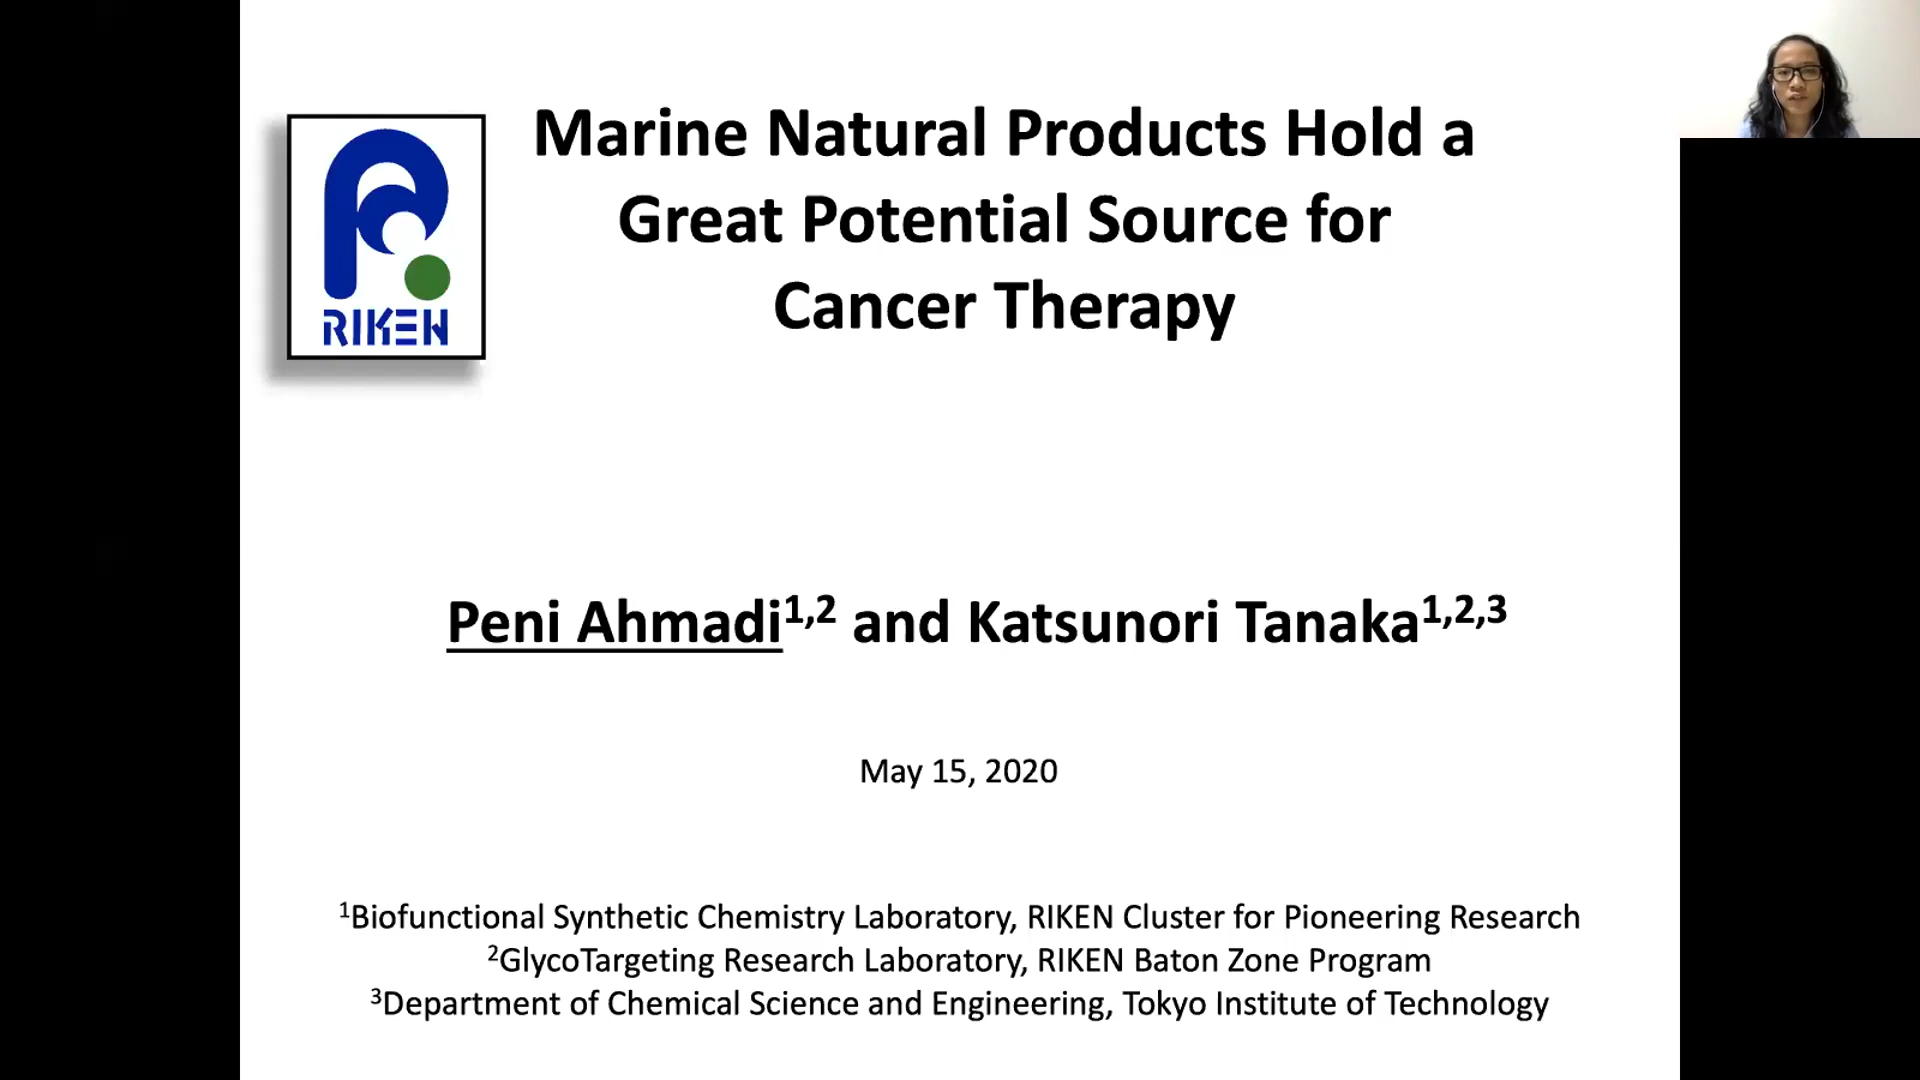 RIKEN
Marine Natural Products Hold a
Great Potential Source for
Cancer Therapy
Peni Ahmadi1,2 and Katsunori Tanaka1,2,3
May 15, 2020
1Biofunctional Synthetic Chemistry Laboratory, RIKEN Cluster for Pioneering Research
2GlycoTargeting Research Laboratory, RIKEN Baton Zone Program
3Department of Chemical Science and Engineering, Tokyo Institute of Technology